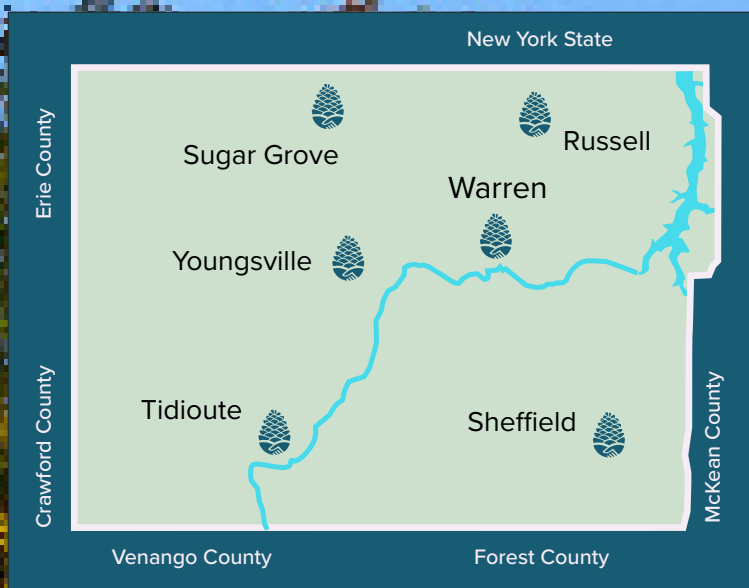 New York State
Erie County
Sugar Grove
Russell
Warren
Youngsville
Tidioute
Sheffield
Crawford County
McKean County
Venango County
Forest County